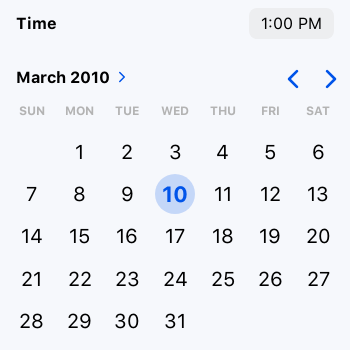 Time 1:00 PM
March 2010
SUN MON TUE WED THU FRI SAT
1 2 3 4 5 6
7 8 9 10 11 12 13
14 15 16 17 18 19 20
21 22 23 24 25 26 27
28 29 30 31